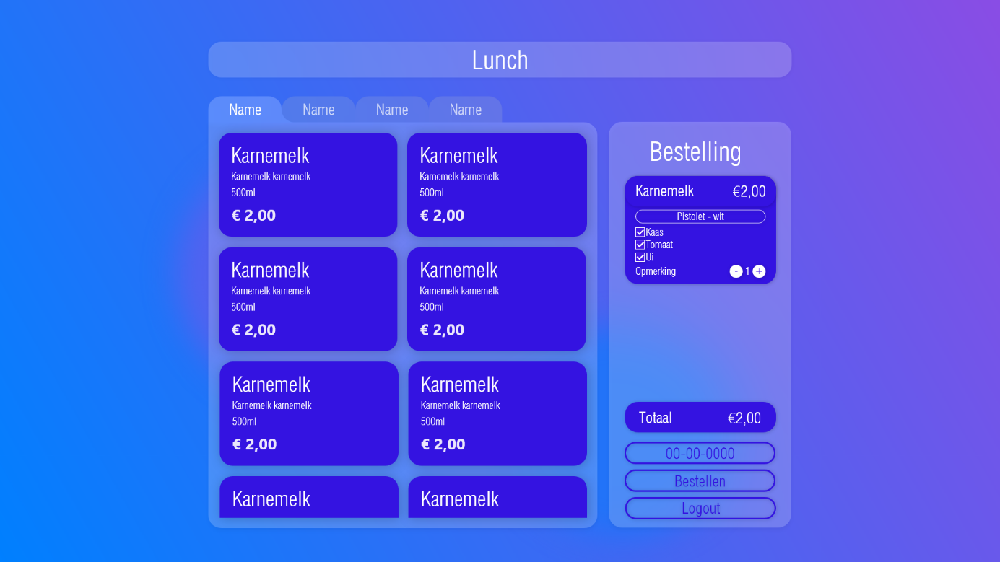 Lunch
Name Name Name Name
Karnemelk
Karnemelk karnemelk
500ml
€ 2,00
Karnemelk
Karnemelk karnemelk
500ml
€ 2,00
Karnemelk
Karnemelk karnemelk
500ml
€ 2,00
Karnemelk
Karnemelk karnemelk
500ml
€ 2,00
Karnemelk
Karnemelk karnemelk
500ml
€ 2,00
Karnemelk
Karnemelk karnemelk
500ml
€ 2,00
Karnemelk
Karnemelk
Bestelling
Karnemelk €2,00
Pistolet - wit
Kaas
Tomaat
Ui
Opmerking - 1 +
Totaal €2,00
00-00-0000
Bestellen
Logout